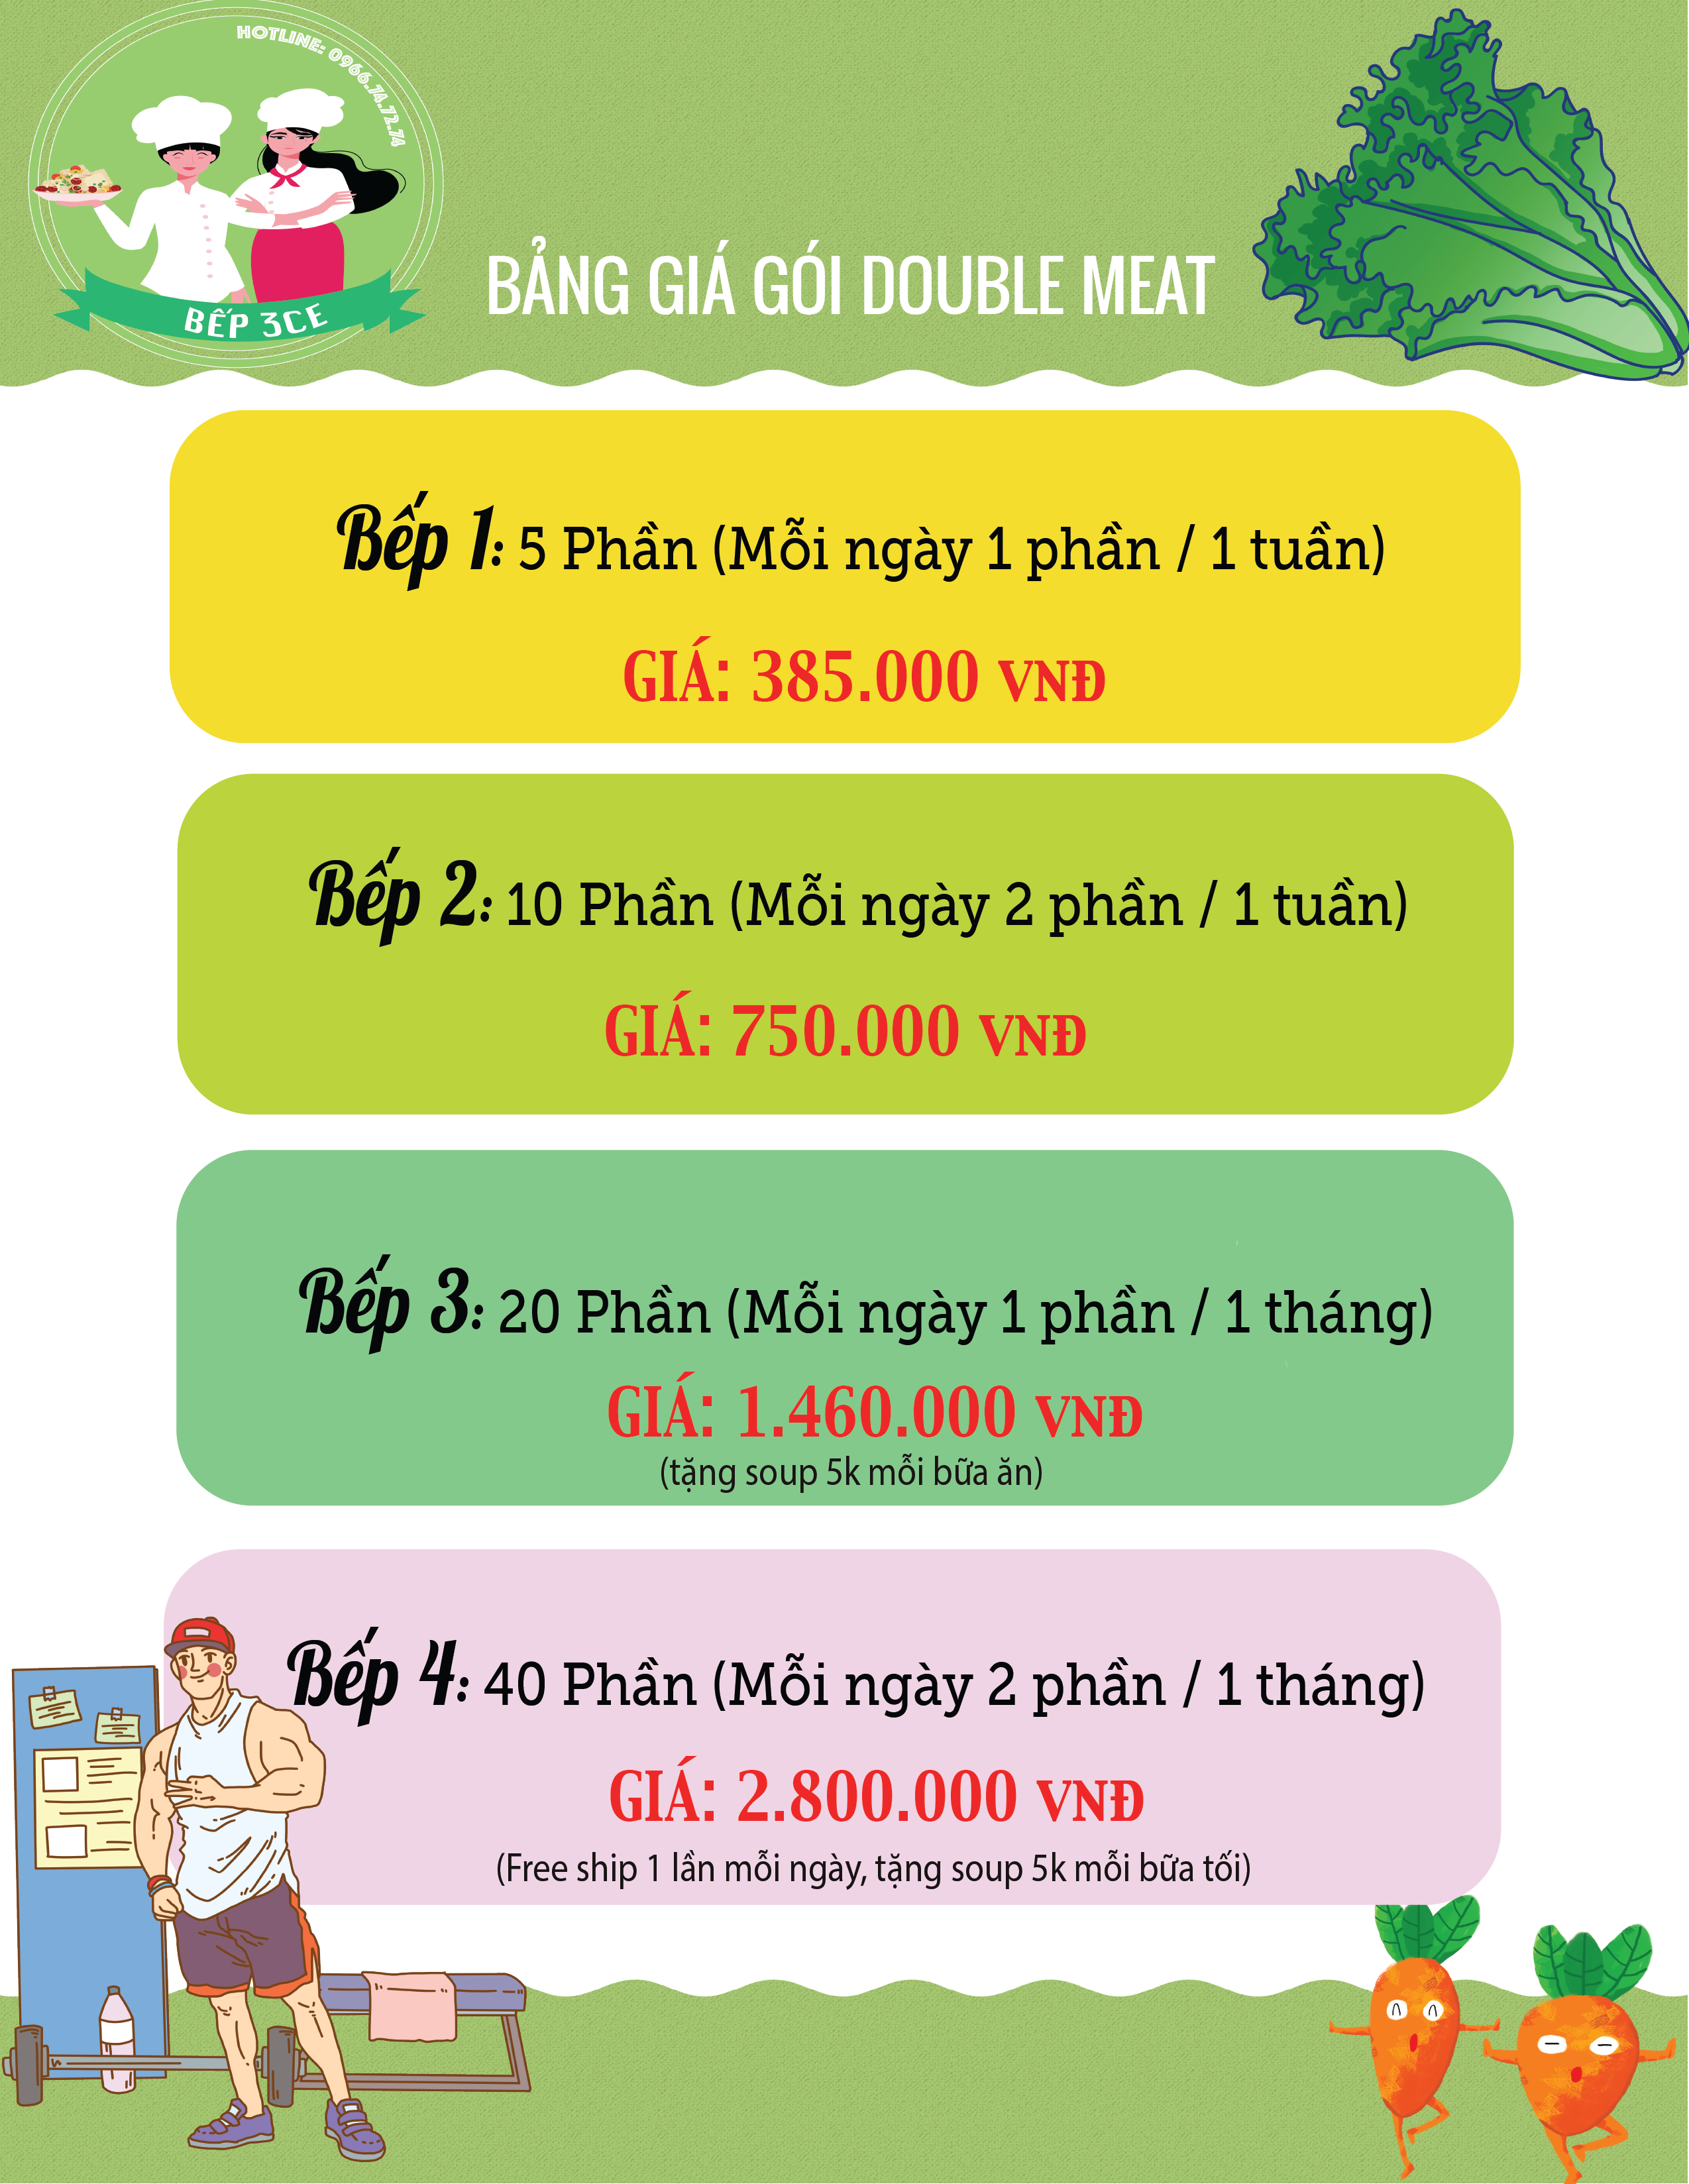 HOTLINE: 0966.74.72.74
BẾP 3CE
BẢNG GIÁ GÓI DOUBLE MEAT
Bếp 1: 5 Phần (Mỗi ngày 1 phần / 1 tuần)
GIÁ: 385.000 VNĐ
Bếp 2: 10 Phần (Mỗi ngày 2 phần / 1 tuần)
GIÁ: 750.000 VNĐ
Bếp 3: 20 Phần (Mỗi ngày 1 phần / 1 tháng)
GIÁ: 1.460.000 VNĐ
(tặng soup 5k mỗi bữa ăn)
Bếp 4: 40 Phần (Mỗi ngày 2 phần / 1 tháng)
GIÁ: 2.800.000 VNĐ
(Free ship 1 lần mỗi ngày, tặng soup 5k mỗi bữa tối)